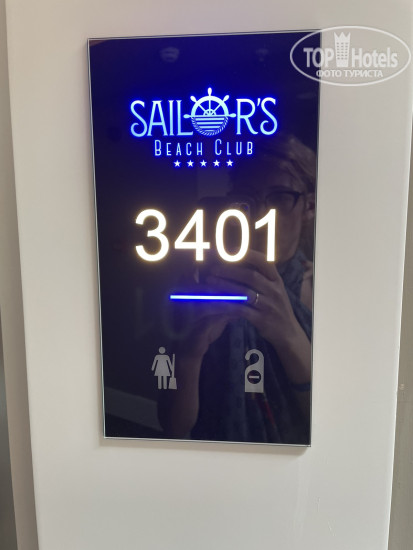 TOP Hotels
ФОТО ТУРИСТА
SAILOR'S
BEACH CLUB
3401